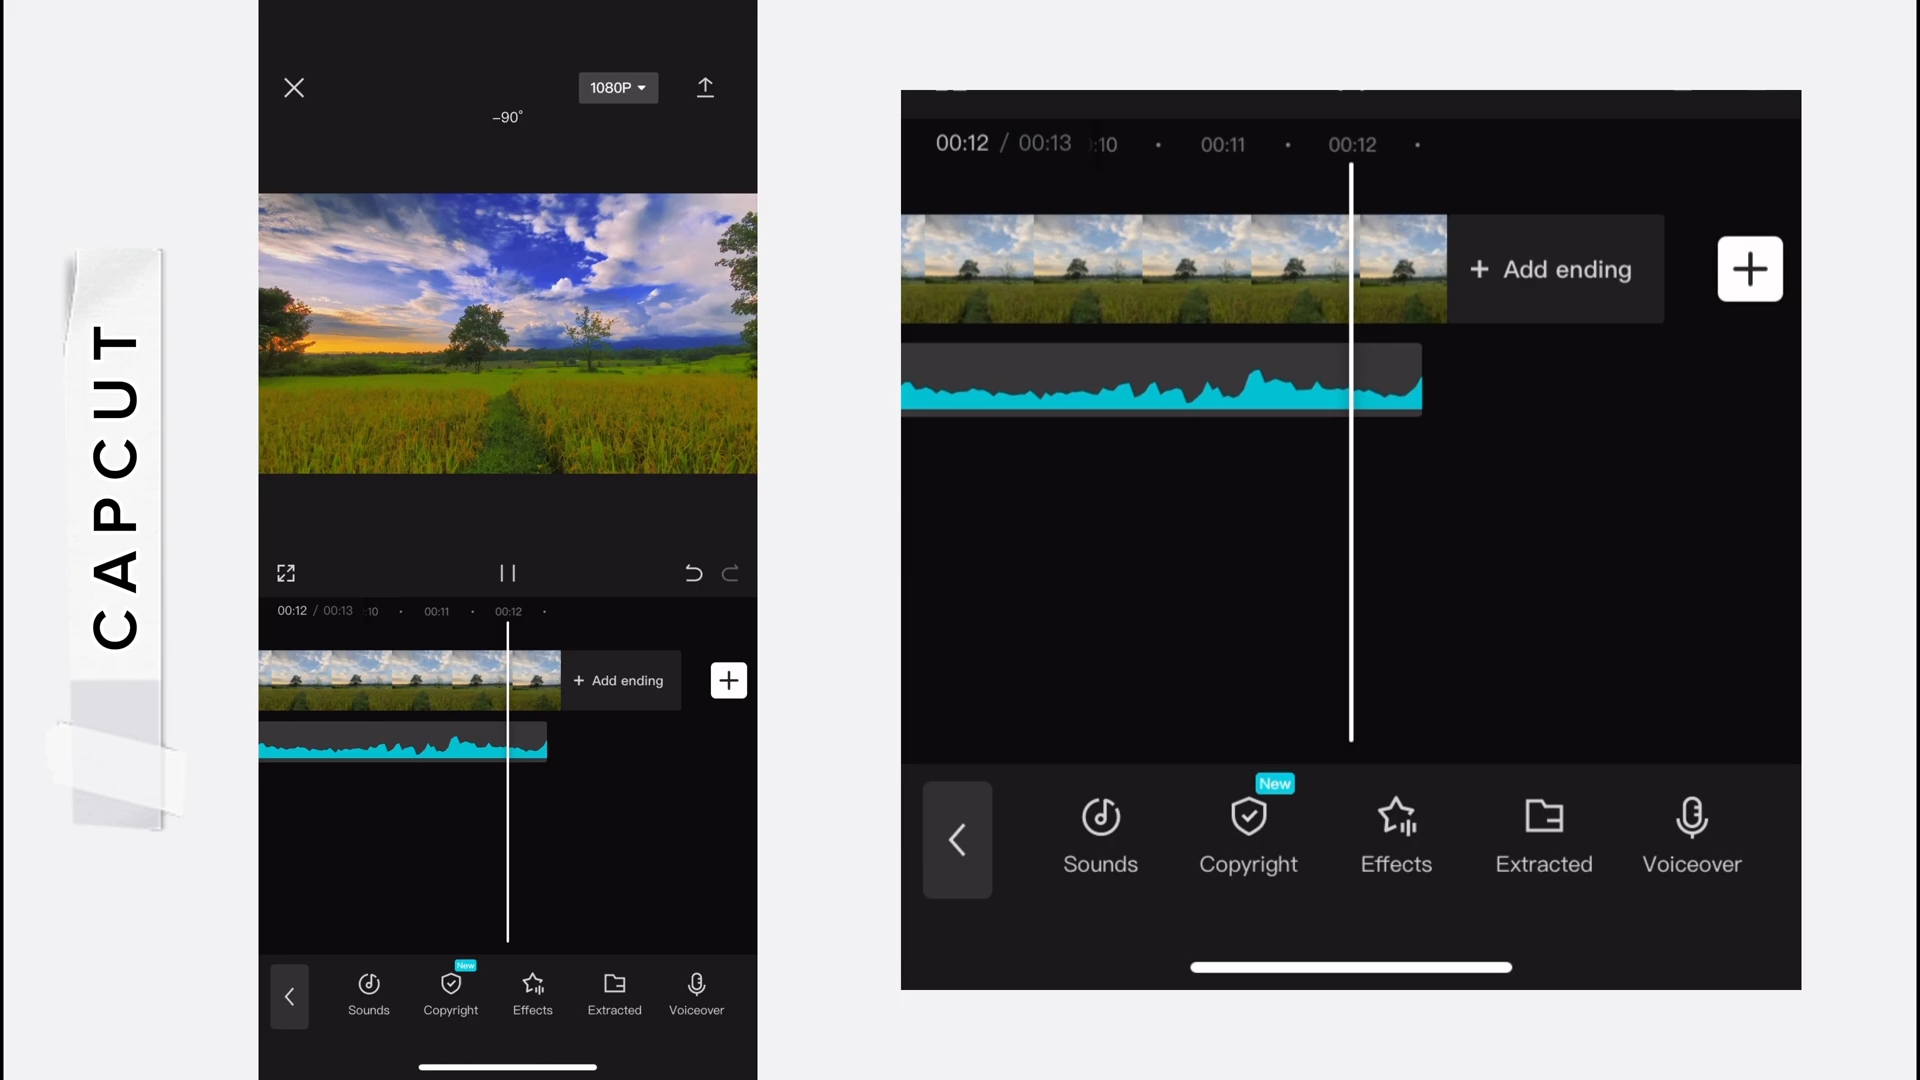 CAPCUT
1080P
–90°
00:12 / 00:13 :10 00:11 00:12
+ Add ending
New
Sounds Copyright Effects Extracted Voiceover
00:12 / 00:13 :10 00:11 00:12
+ Add ending
New
Sounds Copyright Effects Extracted Voiceover